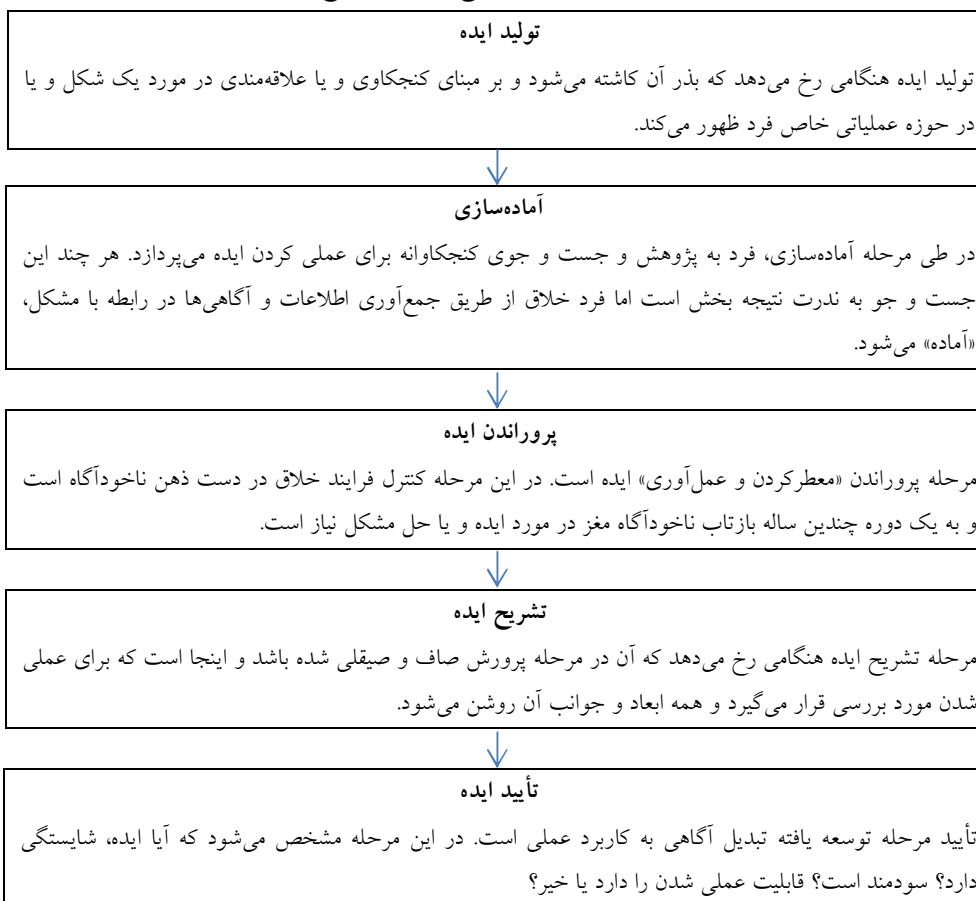 تولید ایده
تولید ایده هنگامی رخ می‌دهد که بذر آن کاشته می‌شود و بر مبنای کنجکاوی و یا علاقه‌مندی در مورد یک شکل و یا
در حوزه عملیاتی خاص فرد ظهور می‌کند.
آماده‌سازی
در طی مرحله آماده‌سازی، فرد به پژوهش و جست و جوی کنجکاوانه برای عملی کردن ایده می‌پردازد. هر چند این
جست و جو به ندرت نتیجه بخش است اما فرد خلاق از طریق جمع‌آوری اطلاعات و آگاهی‌ها در رابطه با مشکل،
«آماده» می‌شود.
پروراندن ایده
مرحله پروراندن «معطرکردن و عمل‌آوری» ایده است. در این مرحله کنترل فرایند خلاق در دست ذهن ناخودآگاه است
و به یک دوره چندین ساله بازتاب ناخودآگاه مغز در مورد ایده و یا حل مشکل نیاز است.
تشریح ایده
مرحله تشریح ایده هنگامی رخ می‌دهد که آن در مرحله پرورش صاف و صیقلی شده باشد و اینجا است که برای عملی
شدن مورد بررسی قرار می‌گیرد و همه ابعاد و جوانب آن روشن می‌شود.
تأیید ایده
تأیید مرحله توسعه یافته تبدیل آگاهی به کاربرد عملی است. در این مرحله مشخص می‌شود که آیا ایده، شایستگی
دارد؟ سودمند است؟ قابلیت عملی شدن را دارد یا خیر؟